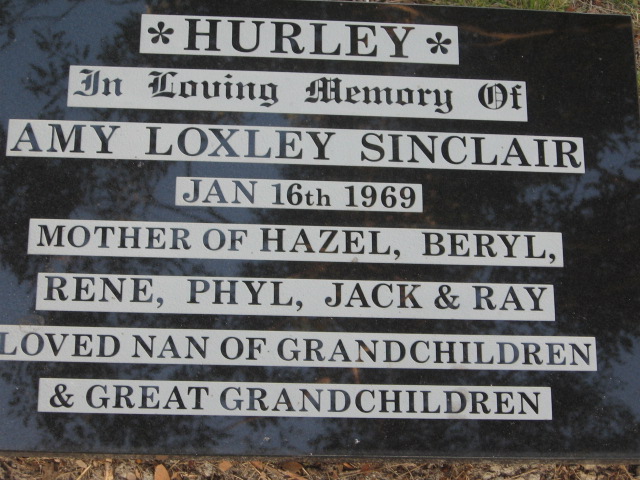 *HURLEY*
In Loving Memory Of
AMY LOXLEY SINCLAIR
JAN 16th 1969
MOTHER OF HAZEL, BERYL,
RENE, PHYL, JACK & RAY
LOVED NAN OF GRANDCHILDREN
& GREAT GRANDCHILDREN